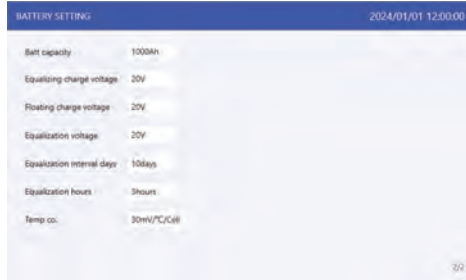 BATTERY SETTING 2024/01/01 12:00:00
Batt capacity 1000Ah
Equalizing charge voltage 20V
Floating charge voltage 20V
Equalization voltage 20V
Equalization interval days 10days
Equalization hours 3hours
Temp co. 30mV/°C/Cell
2/2